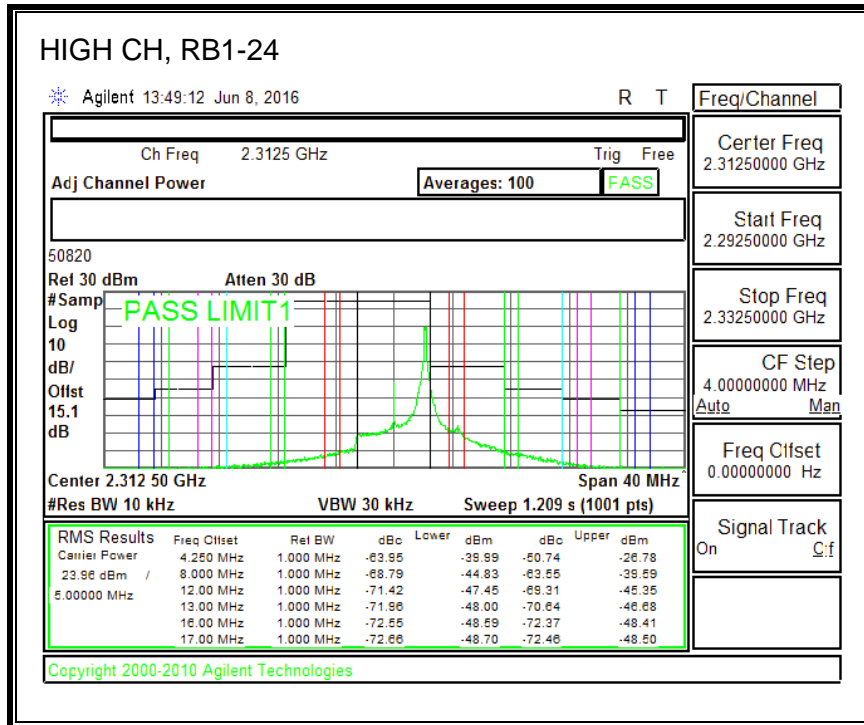 HIGH CH, RB1-24
Agilent 13:49:12 Jun 8, 2016 R T
Freq/Channel
Ch Freq 2.3125 GHz Trig Free
Adj Channel Power Averages: 100 PASS
Center Freq
2.31250000 GHz
Start Freq
2.29250000 GHz
Stop Freq
2.33250000 GHz
CF Step
4.00000000 MHz
Auto Man
Freq Offset
0.00000000 Hz
Signal Track
On Off
50820
Ref 30 dBm Atten 30 dB
#Samp
Log
10
dB/
Offst
15.1
dB
PASS LIMIT1
Center 2.312 50 GHz Span 40 MHz
#Res BW 10 kHz VBW 30 kHz Sweep 1.209 s (1001 pts)
RMS Results Freq Offset Ref BW dBc Lower dBm dBc Upper dBm
Carrier Power 4.250 MHz 1.000 MHz -63.95 -39.99 -50.74 -26.78
23.96 dBm / 8.000 MHz 1.000 MHz -68.79 -44.83 -63.55 -39.59
5.00000 MHz 12.00 MHz 1.000 MHz -71.42 -47.45 -69.31 -45.35
13.00 MHz 1.000 MHz -71.96 -48.00 -70.64 -46.68
16.00 MHz 1.000 MHz -72.55 -48.59 -72.37 -48.41
17.00 MHz 1.000 MHz -72.66 -48.70 -72.46 -48.50
Copyright 2000-2010 Agilent Technologies